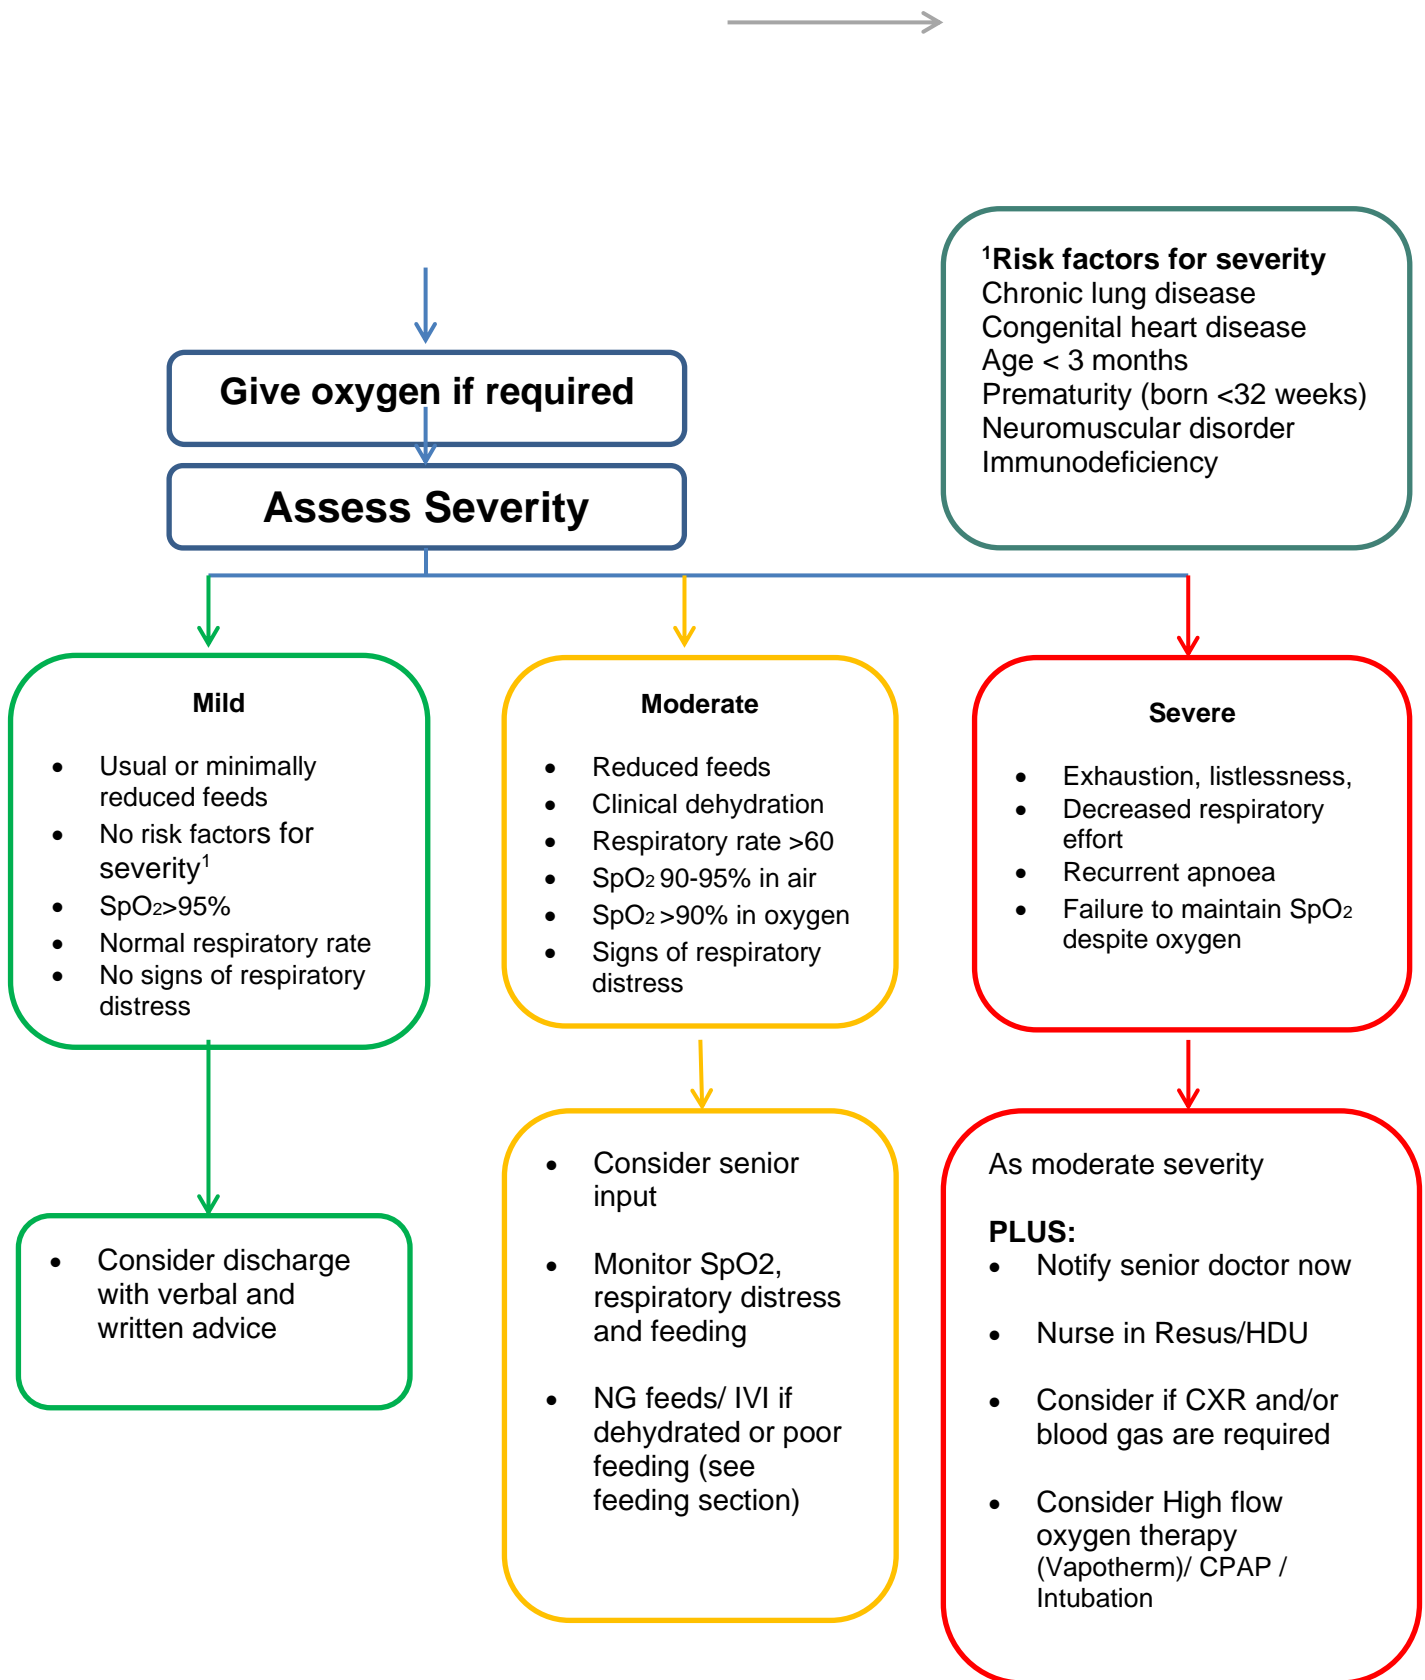 ¹Risk factors for severity
Chronic lung disease
Congenital heart disease
Age < 3 months
Prematurity (born <32 weeks)
Neuromuscular disorder
Immunodeficiency
Give oxygen if required
Assess Severity
Mild
• Usual or minimally
reduced feeds
• No risk factors for
severity¹
• SpO₂>95%
• Normal respiratory rate
• No signs of respiratory
distress
Moderate
• Reduced feeds
• Clinical dehydration
• Respiratory rate >60
• SpO₂ 90-95% in air
• SpO₂ >90% in oxygen
• Signs of respiratory
distress
Severe
• Exhaustion, listlessness,
• Decreased respiratory
effort
• Recurrent apnoea
• Failure to maintain SpO₂
despite oxygen
• Consider discharge
with verbal and
written advice
• Consider senior
input
• Monitor SpO2,
respiratory distress
and feeding
• NG feeds/ IVI if
dehydrated or poor
feeding (see
feeding section)
As moderate severity
PLUS:
• Notify senior doctor now
• Nurse in Resus/HDU
• Consider if CXR and/or
blood gas are required
• Consider High flow
oxygen therapy
(Vapotherm)/ CPAP /
Intubation